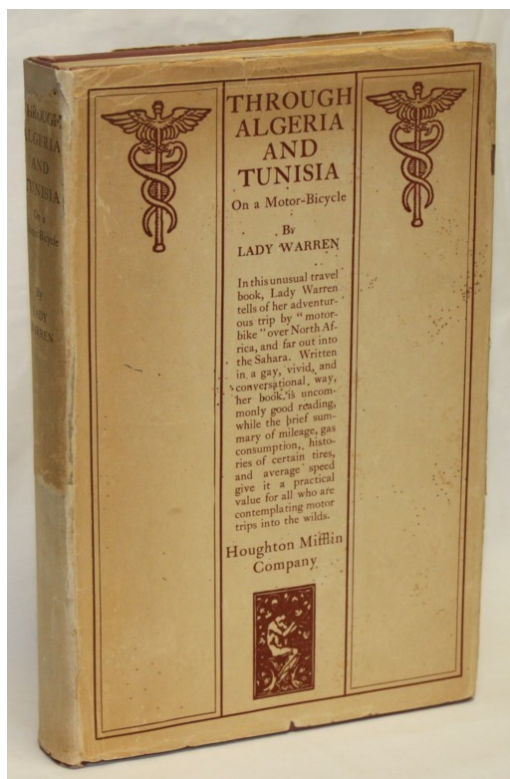 THROUGH
ALGERIA
AND
TUNISIA
On a
Motor-Bicycle
By
LADY
WARREN
THROUGH
ALGERIA
AND
TUNISIA
On a Motor-Bicycle
By
LADY WARREN
In this unusual travel
book, Lady Warren
tells of her adventur-
ous trip by "motor-
bike" over North Af-
rica, and far out into
the Sahara. Written
in a gay, vivid, and
conversational way,
her book is uncom-
monly good reading,
while the brief sum-
mary of mileage, gas
consumption, histo-
ries of certain tires,
and average speed
give it a practical
value for all who are
contemplating motor
trips into the wilds.
Houghton Mifflin
Company